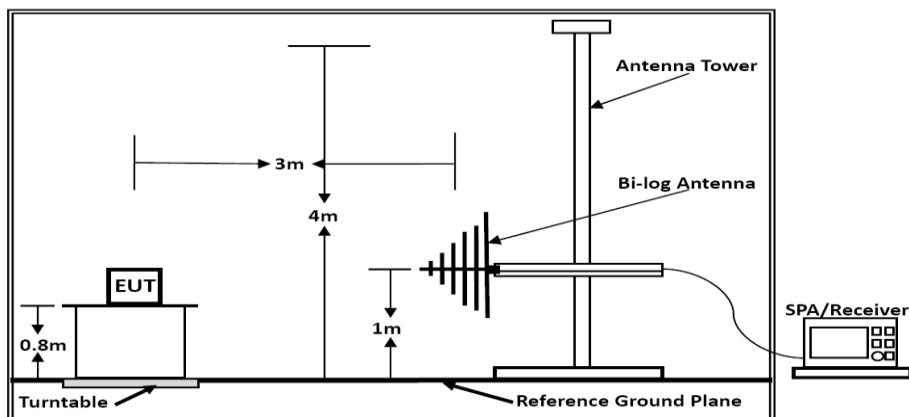 Antenna Tower
3m
Bi-log Antenna
4m
EUT
SPA/Receiver
0.8m
1m
Turntable
Reference Ground Plane